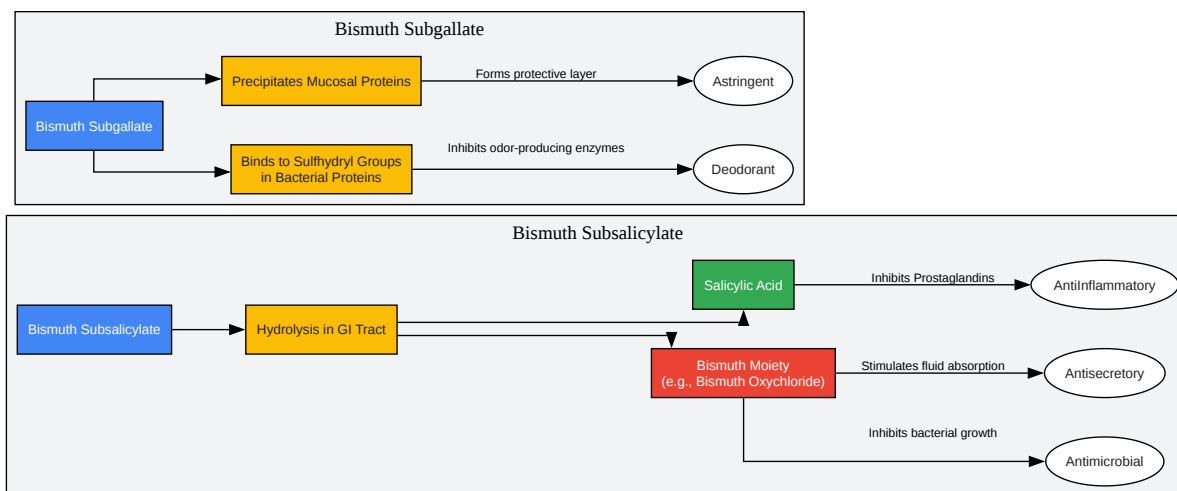 Bismuth Subgallate
Precipitates Mucosal Proteins
Forms protective layer
Astringent
Bismuth Subgallate
Binds to Sulfhydryl Groups
in Bacterial Proteins
Inhibits odor-producing enzymes
Deodorant
Bismuth Subsalicylate
Salicylic Acid
Inhibits Prostaglandins
AntiInflammatory
Bismuth Subsalicylate
Hydrolysis in GI Tract
Bismuth Moiety
(e.g., Bismuth Oxychloride)
Stimulates fluid absorption
Antisecretory
Inhibits bacterial growth
Antimicrobial